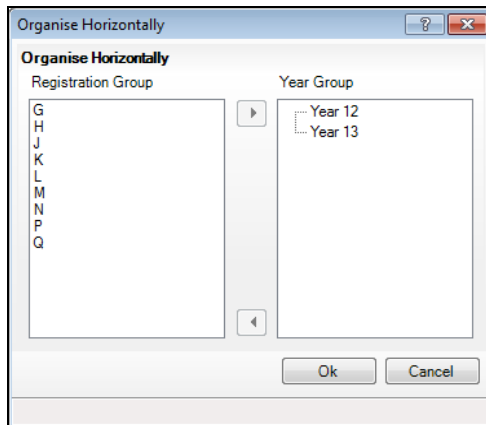 Organise Horizontally
?
Organise Horizontally
Registration Group
Year Group
G
H
J
K
L
M
N
P
Q
Year 12
Year 13
Ok
Cancel